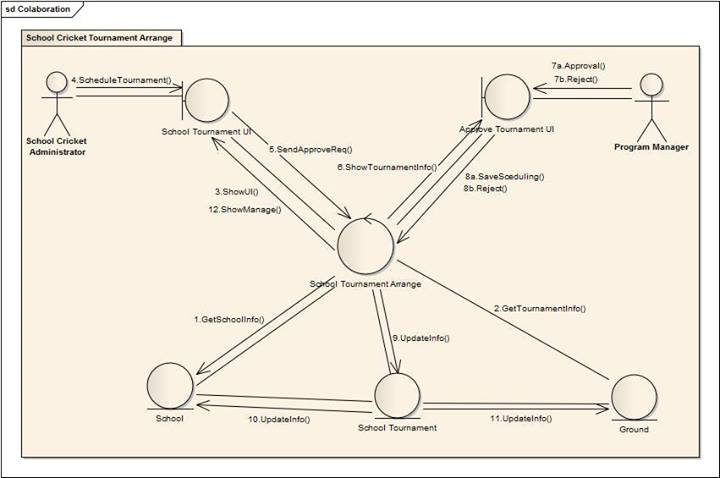 sd Colaboration
School Cricket Tournament Arrange
4.ScheduleTournament()
7a.Approval()
7b.Reject()
School Tournament UI
Approve Tournament UI
School Cricket
Administrator
Program Manager
5.SendApproveReq()
6.ShowTournamentInfo()
8a.SaveSceduling()
8b.Reject()
3.ShowUI()
12.ShowManage()
School Tournament Arrange
1.GetSchoolInfo()
2.GetTournamentInfo()
9.UpdateInfo()
School
10.UpdateInfo()
School Tournament
11.UpdateInfo()
Ground